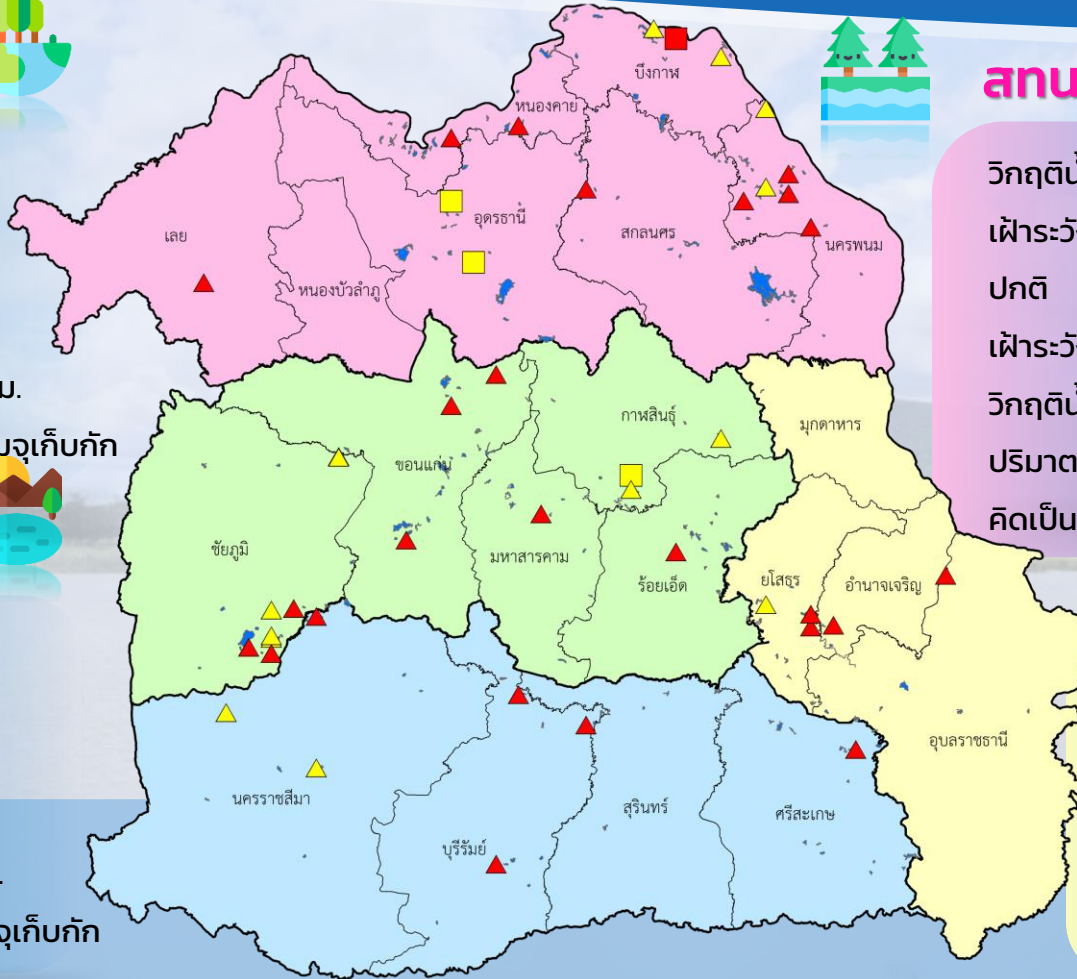 สทน
วิกฤติน้
เฝ้าระวัง
ปกติ
เฝ้าระวัง
วิกฤติน้
ปริมาต
คิดเป็น
ม.
มจุเก็บกัก
.
จุเก็บกัก
บึงกาฬ
หนองคาย
อุดรธานี
สกลนคร
นครพนม
เลย
หนองบัวลำภู
กาฬสินธุ์
มุกดาหาร
ขอนแก่น
ชัยภูมิ
มหาสารคาม
ร้อยเอ็ด
ยโสธร
อำนาจเจริญ
อุบลราชธานี
นครราชสีมา
บุรีรัมย์
สุรินทร์
ศรีสะเกษ